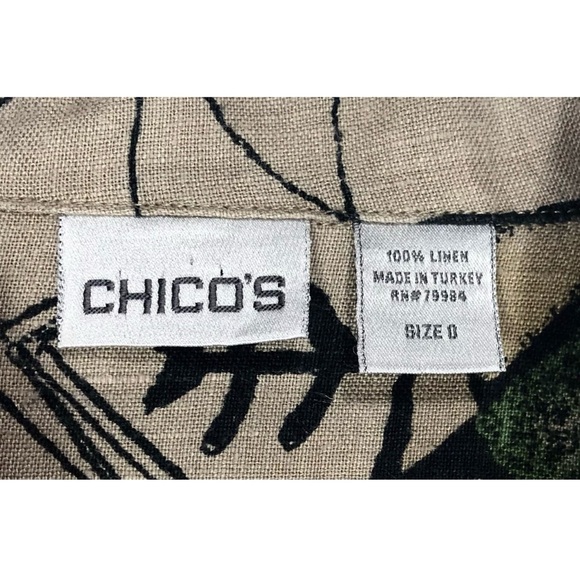 CHICO'S
100% LINEN
MADE IN TURKEY
RN#79984
SIZE 0